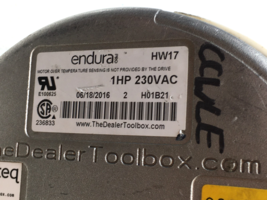 endura HW17
MOTOR OVER TEMPERATURE SENSING IS NOT PROVIDED BY THE DRIVE
1HP 230VAC
06/18/2016 2 H01B21
236833
www.TheDealerToolbox.com
TheDealerToolbox.com
teq
CCWLE